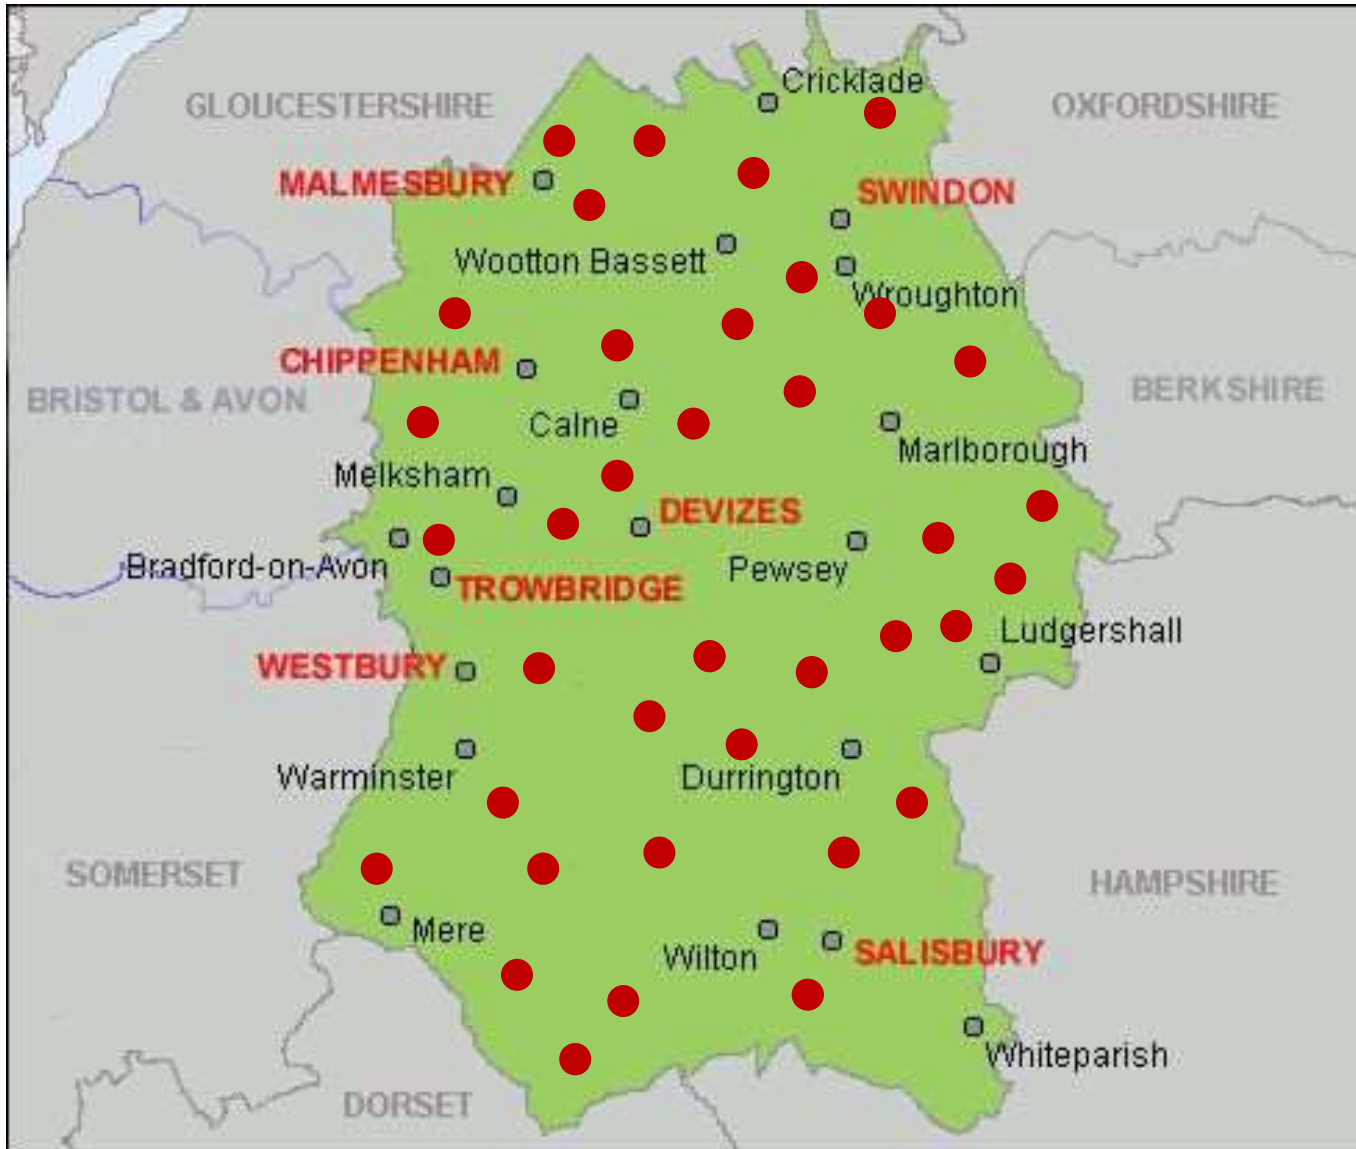 Cricklade
GLOUCESTERSHIRE
OXFORDSHIRE
MALMESBURY
SWINDON
Wootton Bassett
Wroughton
CHIPPENHAM
BRISTOL & AVON
BERKSHIRE
Calne
Marlborough
Melksham
DEVIZES
Bradford-on-Avon
Pewsey
TROWBRIDGE
Ludgershall
WESTBURY
Warminster
Durrington
SOMERSET
HAMPSHIRE
Mere
Wilton
SALISBURY
Whiteparish
DORSET